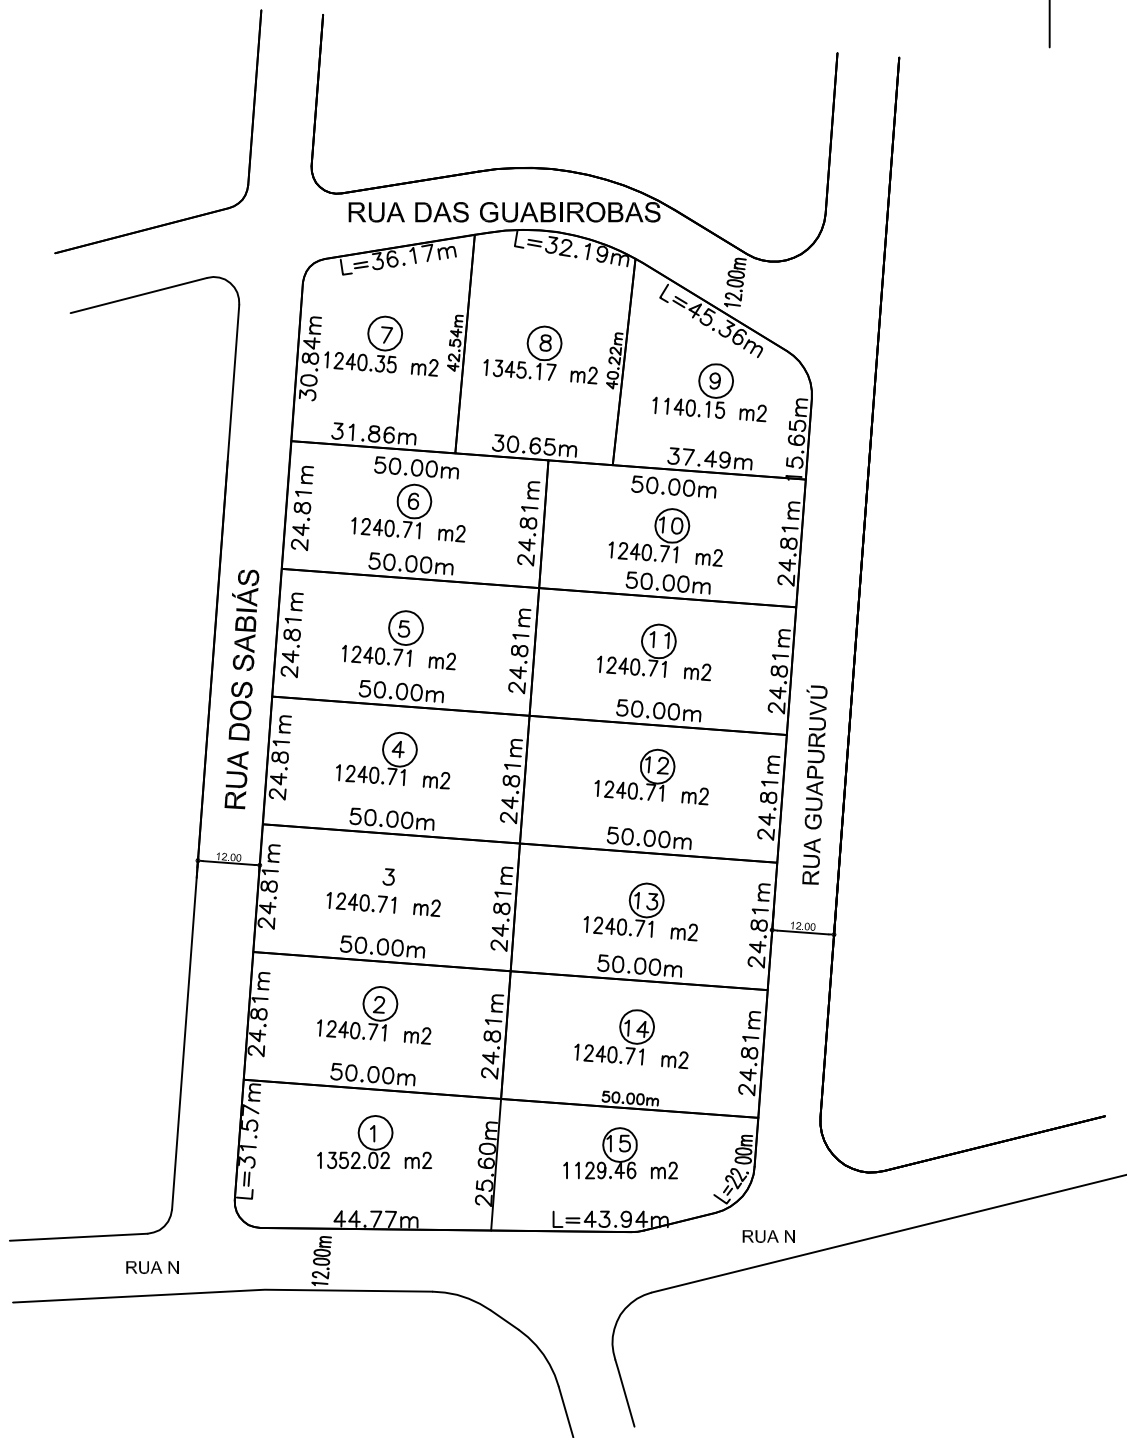 RUA DAS GUABIROBAS
L=36.17m
L=32.19m
12.00m
L=45.36m
7
1240.35 m2
30.84m
42.54m
31.86m
8
1345.17 m2
40.22m
30.65m
9
1140.15 m2
15.65m
37.49m
50.00m
6
1240.71 m2
24.81m
24.81m
50.00m
50.00m
10
1240.71 m2
24.81m
50.00m
RUA DOS SABIÁS
24.81m
5
1240.71 m2
24.81m
50.00m
11
1240.71 m2
24.81m
50.00m
RUA GUAPURUVÚ
24.81m
4
1240.71 m2
24.81m
50.00m
12
1240.71 m2
24.81m
50.00m
12.00
24.81m
3
1240.71 m2
24.81m
50.00m
13
1240.71 m2
24.81m
50.00m
12.00
24.81m
2
1240.71 m2
24.81m
50.00m
14
1240.71 m2
24.81m
50.00m
L=31.57m
1
1352.02 m2
25.60m
44.77m
15
1129.46 m2
L=22.00m
L=43.94m
RUA N
12.00m
RUA N